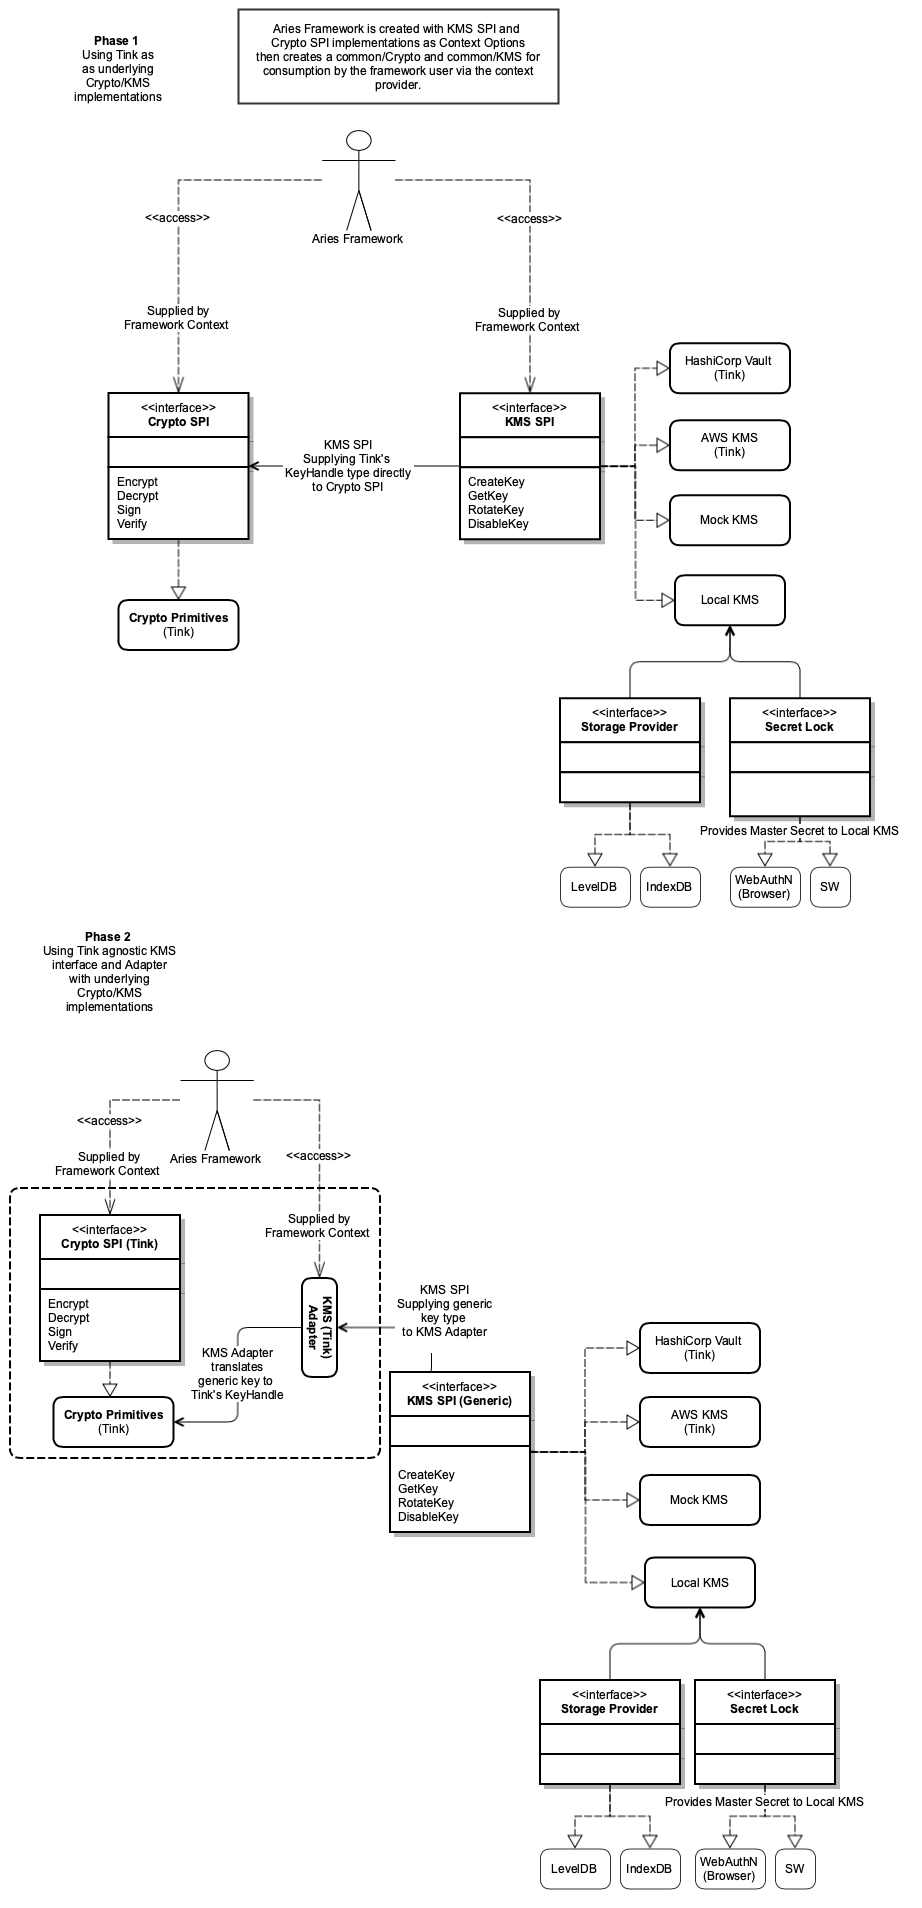 Phase 1
Using Tink as
as underlying
Crypto/KMS
implementations
Aries Framework is created with KMS SPI and
Crypto SPI implementations as Context Options
then creates a common/Crypto and common/KMS for
consumption by the framework user via the context
provider.
<<access>>
<<access>>
Aries Framework
Supplied by
Framework Context
Supplied by
Framework Context
<<interface>>
Crypto SPI
Encrypt
Decrypt
Sign
Verify
KMS SPI
Supplying Tink's
KeyHandle type directly
to Crypto SPI
<<interface>>
KMS SPI
CreateKey
GetKey
RotateKey
DisableKey
HashiCorp Vault
(Tink)
AWS KMS
(Tink)
Mock KMS
Local KMS
Crypto Primitives
(Tink)
<<interface>>
Storage Provider
<<interface>>
Secret Lock
Provides Master Secret to Local KMS
LevelDB
IndexDB
WebAuthN
(Browser)
SW
Phase 2
Using Tink agnostic KMS
interface and Adapter
with underlying
Crypto/KMS
implementations
<<access>>
Supplied by
Framework Context
Aries Framework
<<access>>
Supplied by
Framework Context
<<interface>>
Crypto SPI (Tink)
Encrypt
Decrypt
Sign
Verify
KMS (Tink)
Adapter
KMS Adapter
translates
generic key to
Tink's KeyHandle
Crypto Primitives
(Tink)
KMS SPI
Supplying generic
key type
to KMS Adapter
<<interface>>
KMS SPI (Generic)
CreateKey
GetKey
RotateKey
DisableKey
HashiCorp Vault
(Tink)
AWS KMS
(Tink)
Mock KMS
Local KMS
<<interface>>
Storage Provider
<<interface>>
Secret Lock
Provides Master Secret to Local KMS
LevelDB
IndexDB
WebAuthN
(Browser)
SW